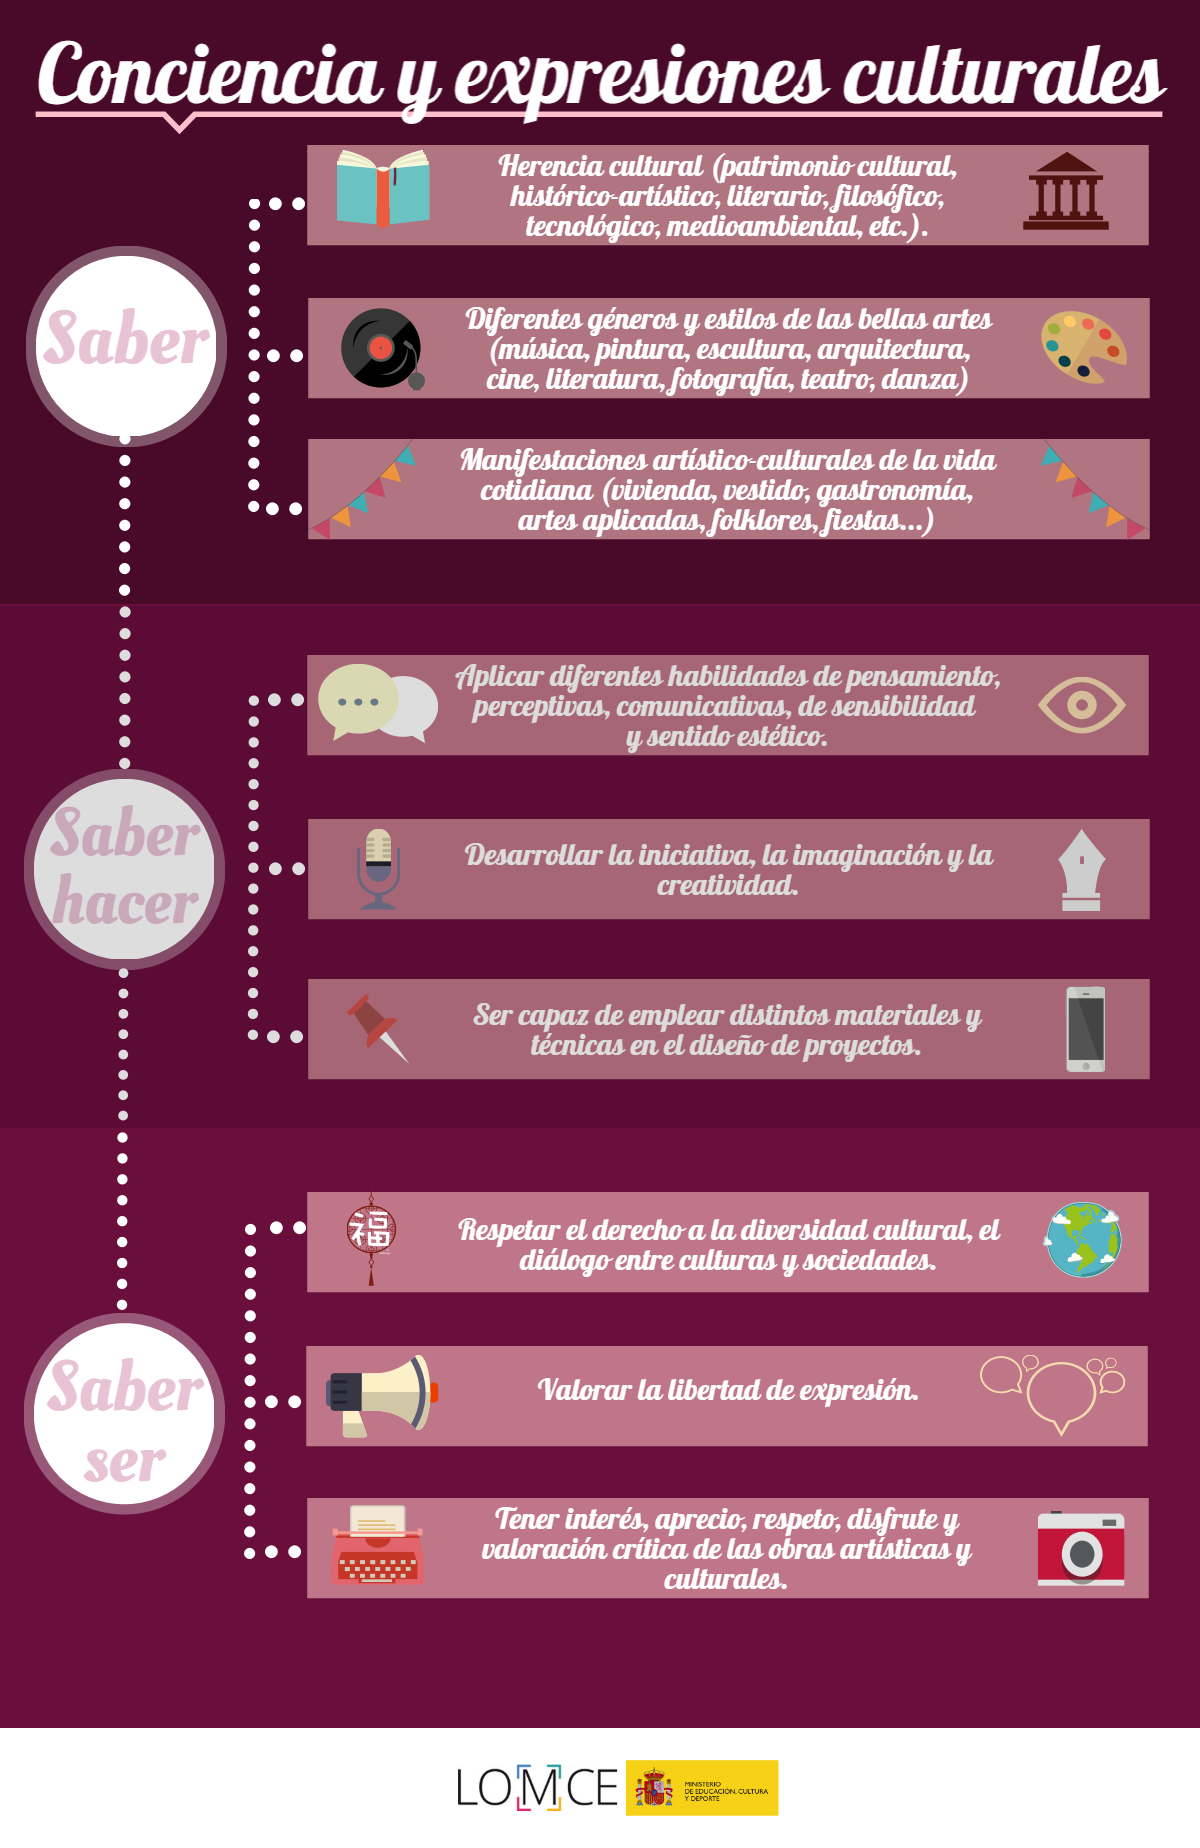 Conciencia y expresiones culturales
Saber
Herencia cultural (patrimonio cultural,
histórico-artístico, literario, filosófico,
tecnológico, medioambiental, etc.).
Diferentes géneros y estilos de las bellas artes
(música, pintura, escultura, arquitectura,
cine, literatura, fotografía, teatro, danza)
Manifestaciones artístico-culturales de la vida
cotidiana (vivienda, vestido, gastronomía,
artes aplicadas, folklores, fiestas...)
Saber
hacer
Aplicar diferentes habilidades de pensamiento,
perceptivas, comunicativas, de sensibilidad
y sentido estético.
Desarrollar la iniciativa, la imaginación y la
creatividad.
Ser capaz de emplear distintos materiales y
técnicas en el diseño de proyectos.
Saber
ser
福
Respetar el derecho a la diversidad cultural, el
diálogo entre culturas y sociedades.
Valorar la libertad de expresión.
Tener interés, aprecio, respeto, disfrute y
valoración crítica de las obras artísticas y
culturales.
LOMCE
MINISTERIO
DE EDUCACIÓN, CULTURA
Y DEPORTE